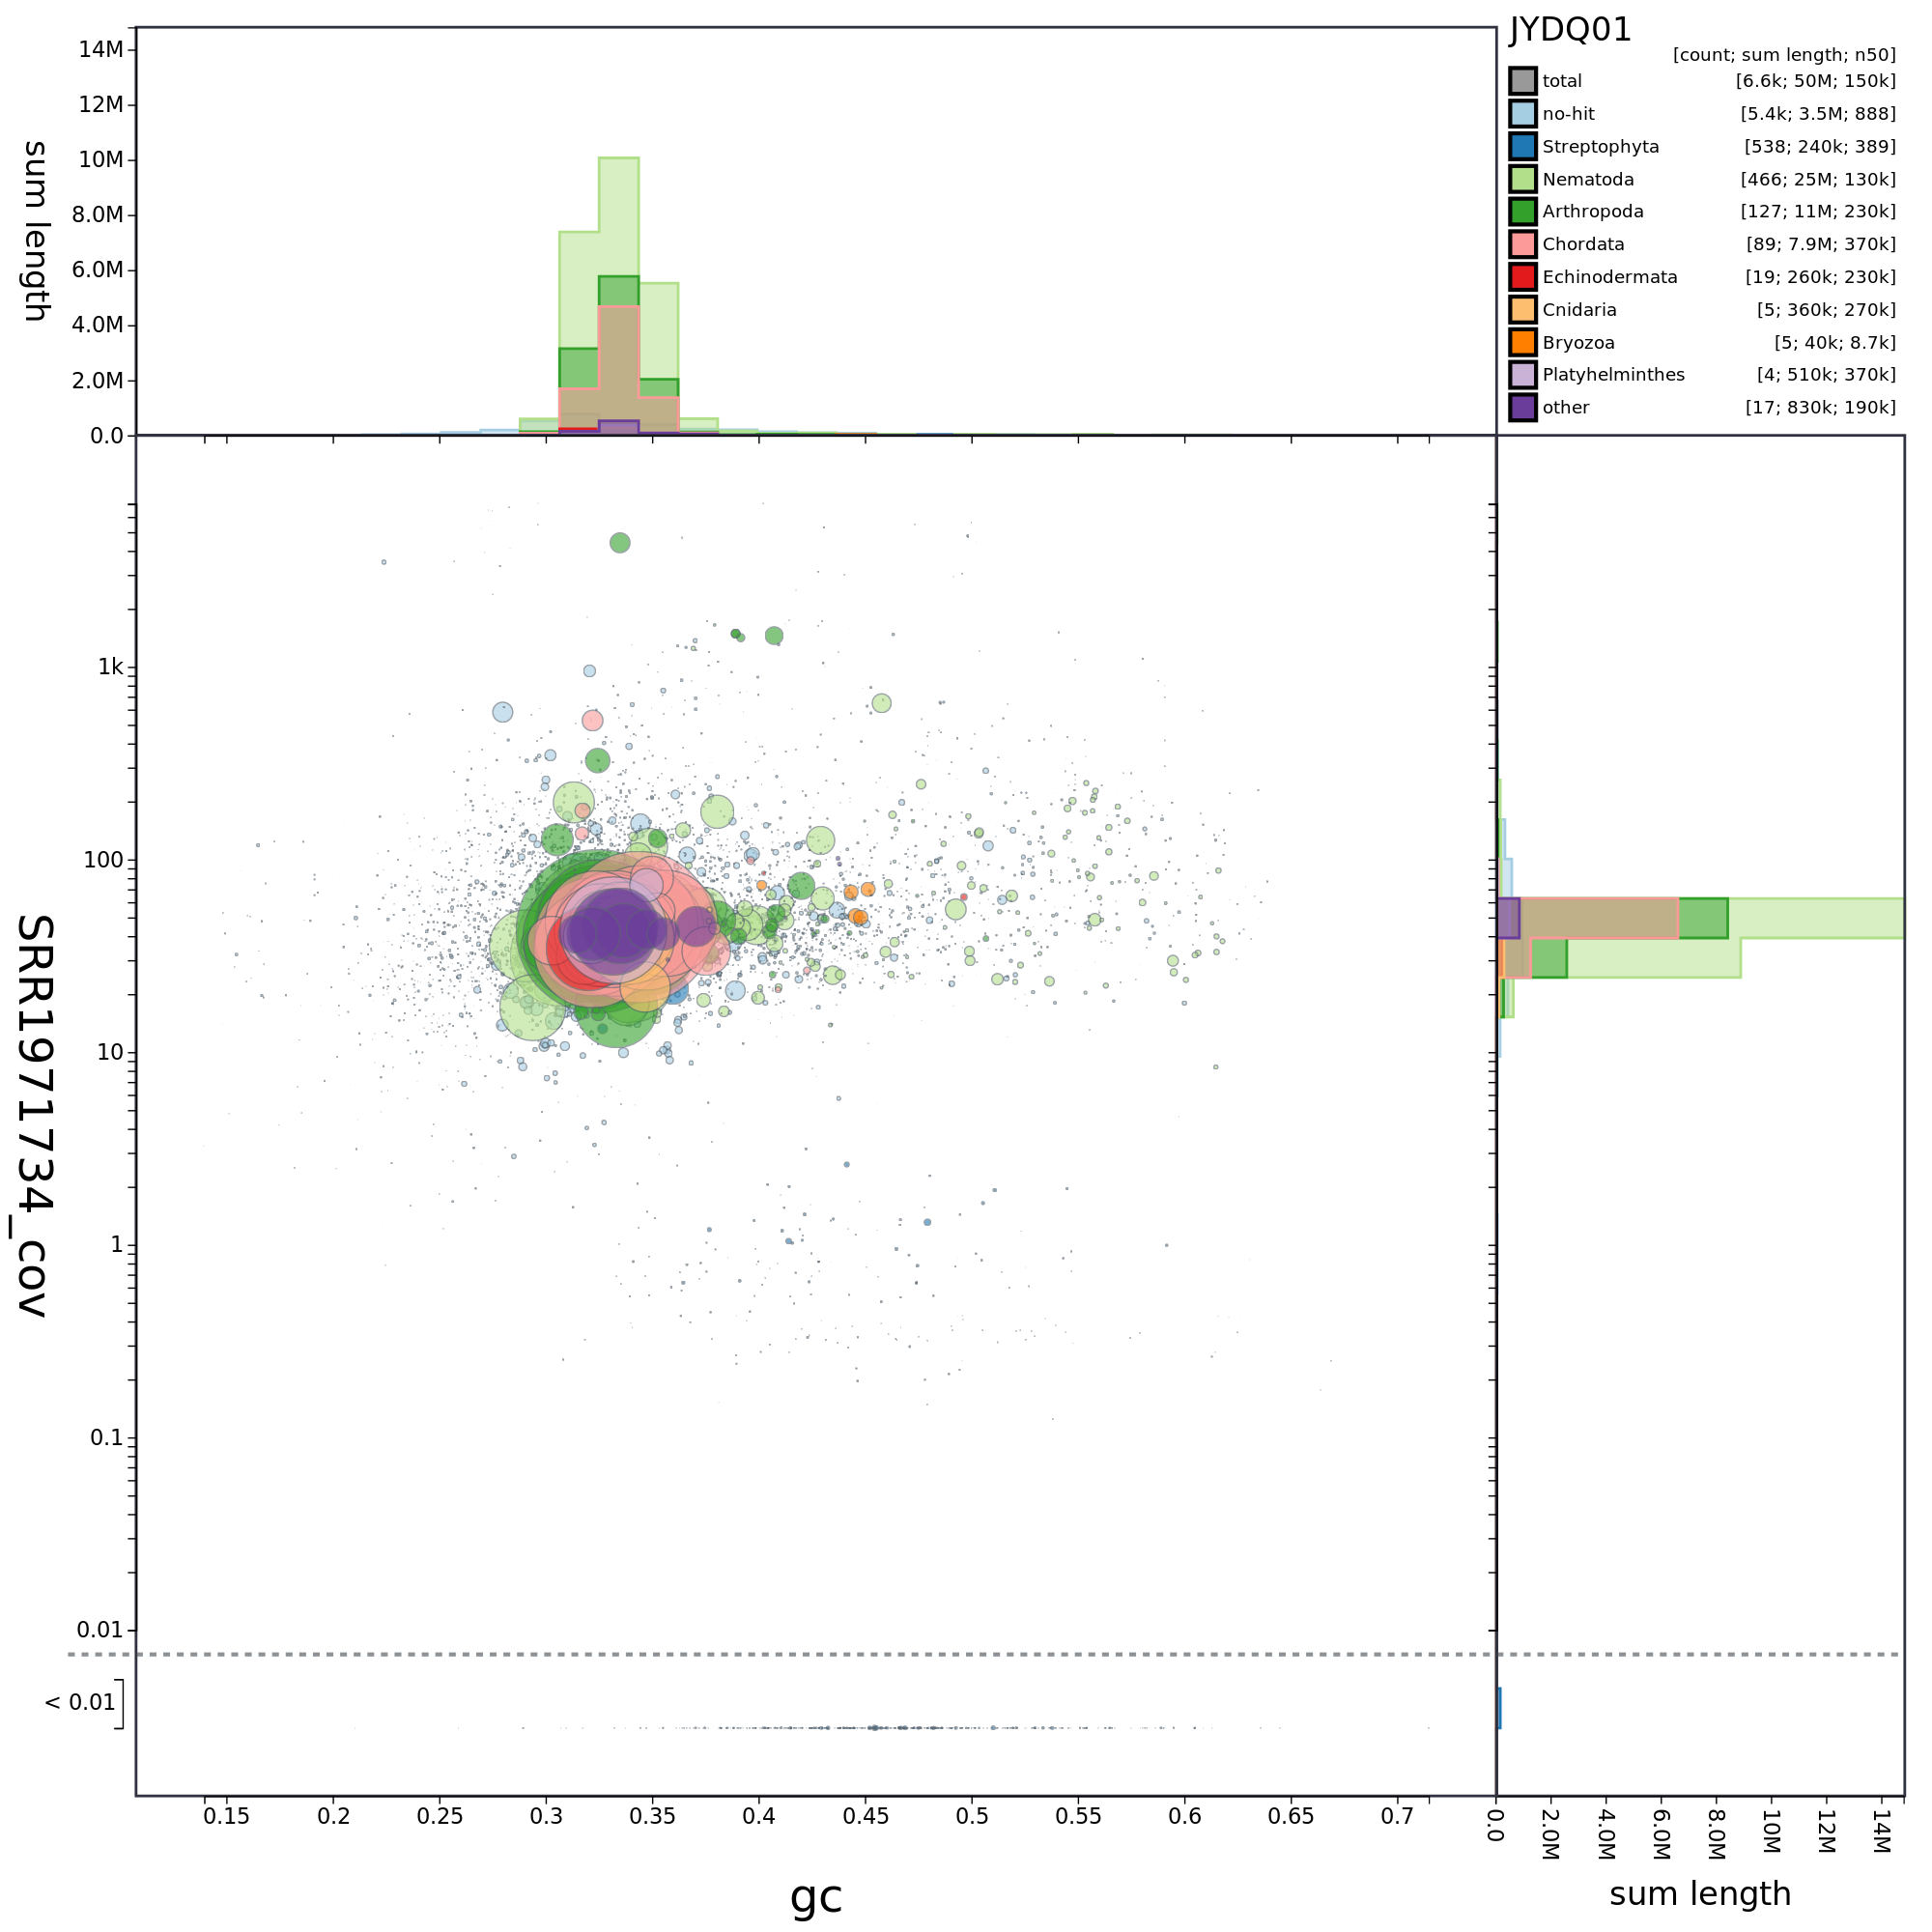 JYDQ01
[count; sum length; n50]
total [6.6k; 50M; 150k]
no-hit [5.4k; 3.5M; 888]
Streptophyta [538; 240k; 389]
Nematoda [466; 25M; 130k]
Arthropoda [127; 11M; 230k]
Chordata [89; 7.9M; 370k]
Echinodermata [19; 260k; 230k]
Cnidaria [5; 360k; 270k]
Bryozoa [5; 40k; 8.7k]
Platyhelminthes [4; 510k; 370k]
other [17; 830k; 190k]
sum length
14M
12M
10M
8.0M
6.0M
4.0M
2.0M
0.0
SRR1971734_cov
1k
100
10
1
0.1
0.01
< 0.01
0.15 0.2 0.25 0.3 0.35 0.4 0.45 0.5 0.55 0.6 0.65 0.7
gc
0.0 2.0M 4.0M 6.0M 8.0M 10M 12M 14M
sum length